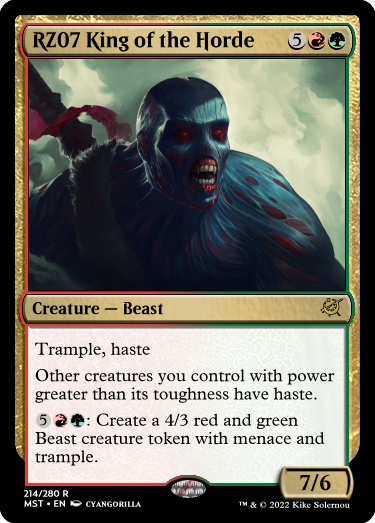 RZ07 King of the Horde 5
Creature — Beast
Trample, haste
Other creatures you control with power
greater than its toughness have haste.
5 : Create a 4/3 red and green
Beast creature token with menace and
trample.
7/6
214/280 R
MST • EN CYANGORILLA
™ & © 2022 Kike Solernou